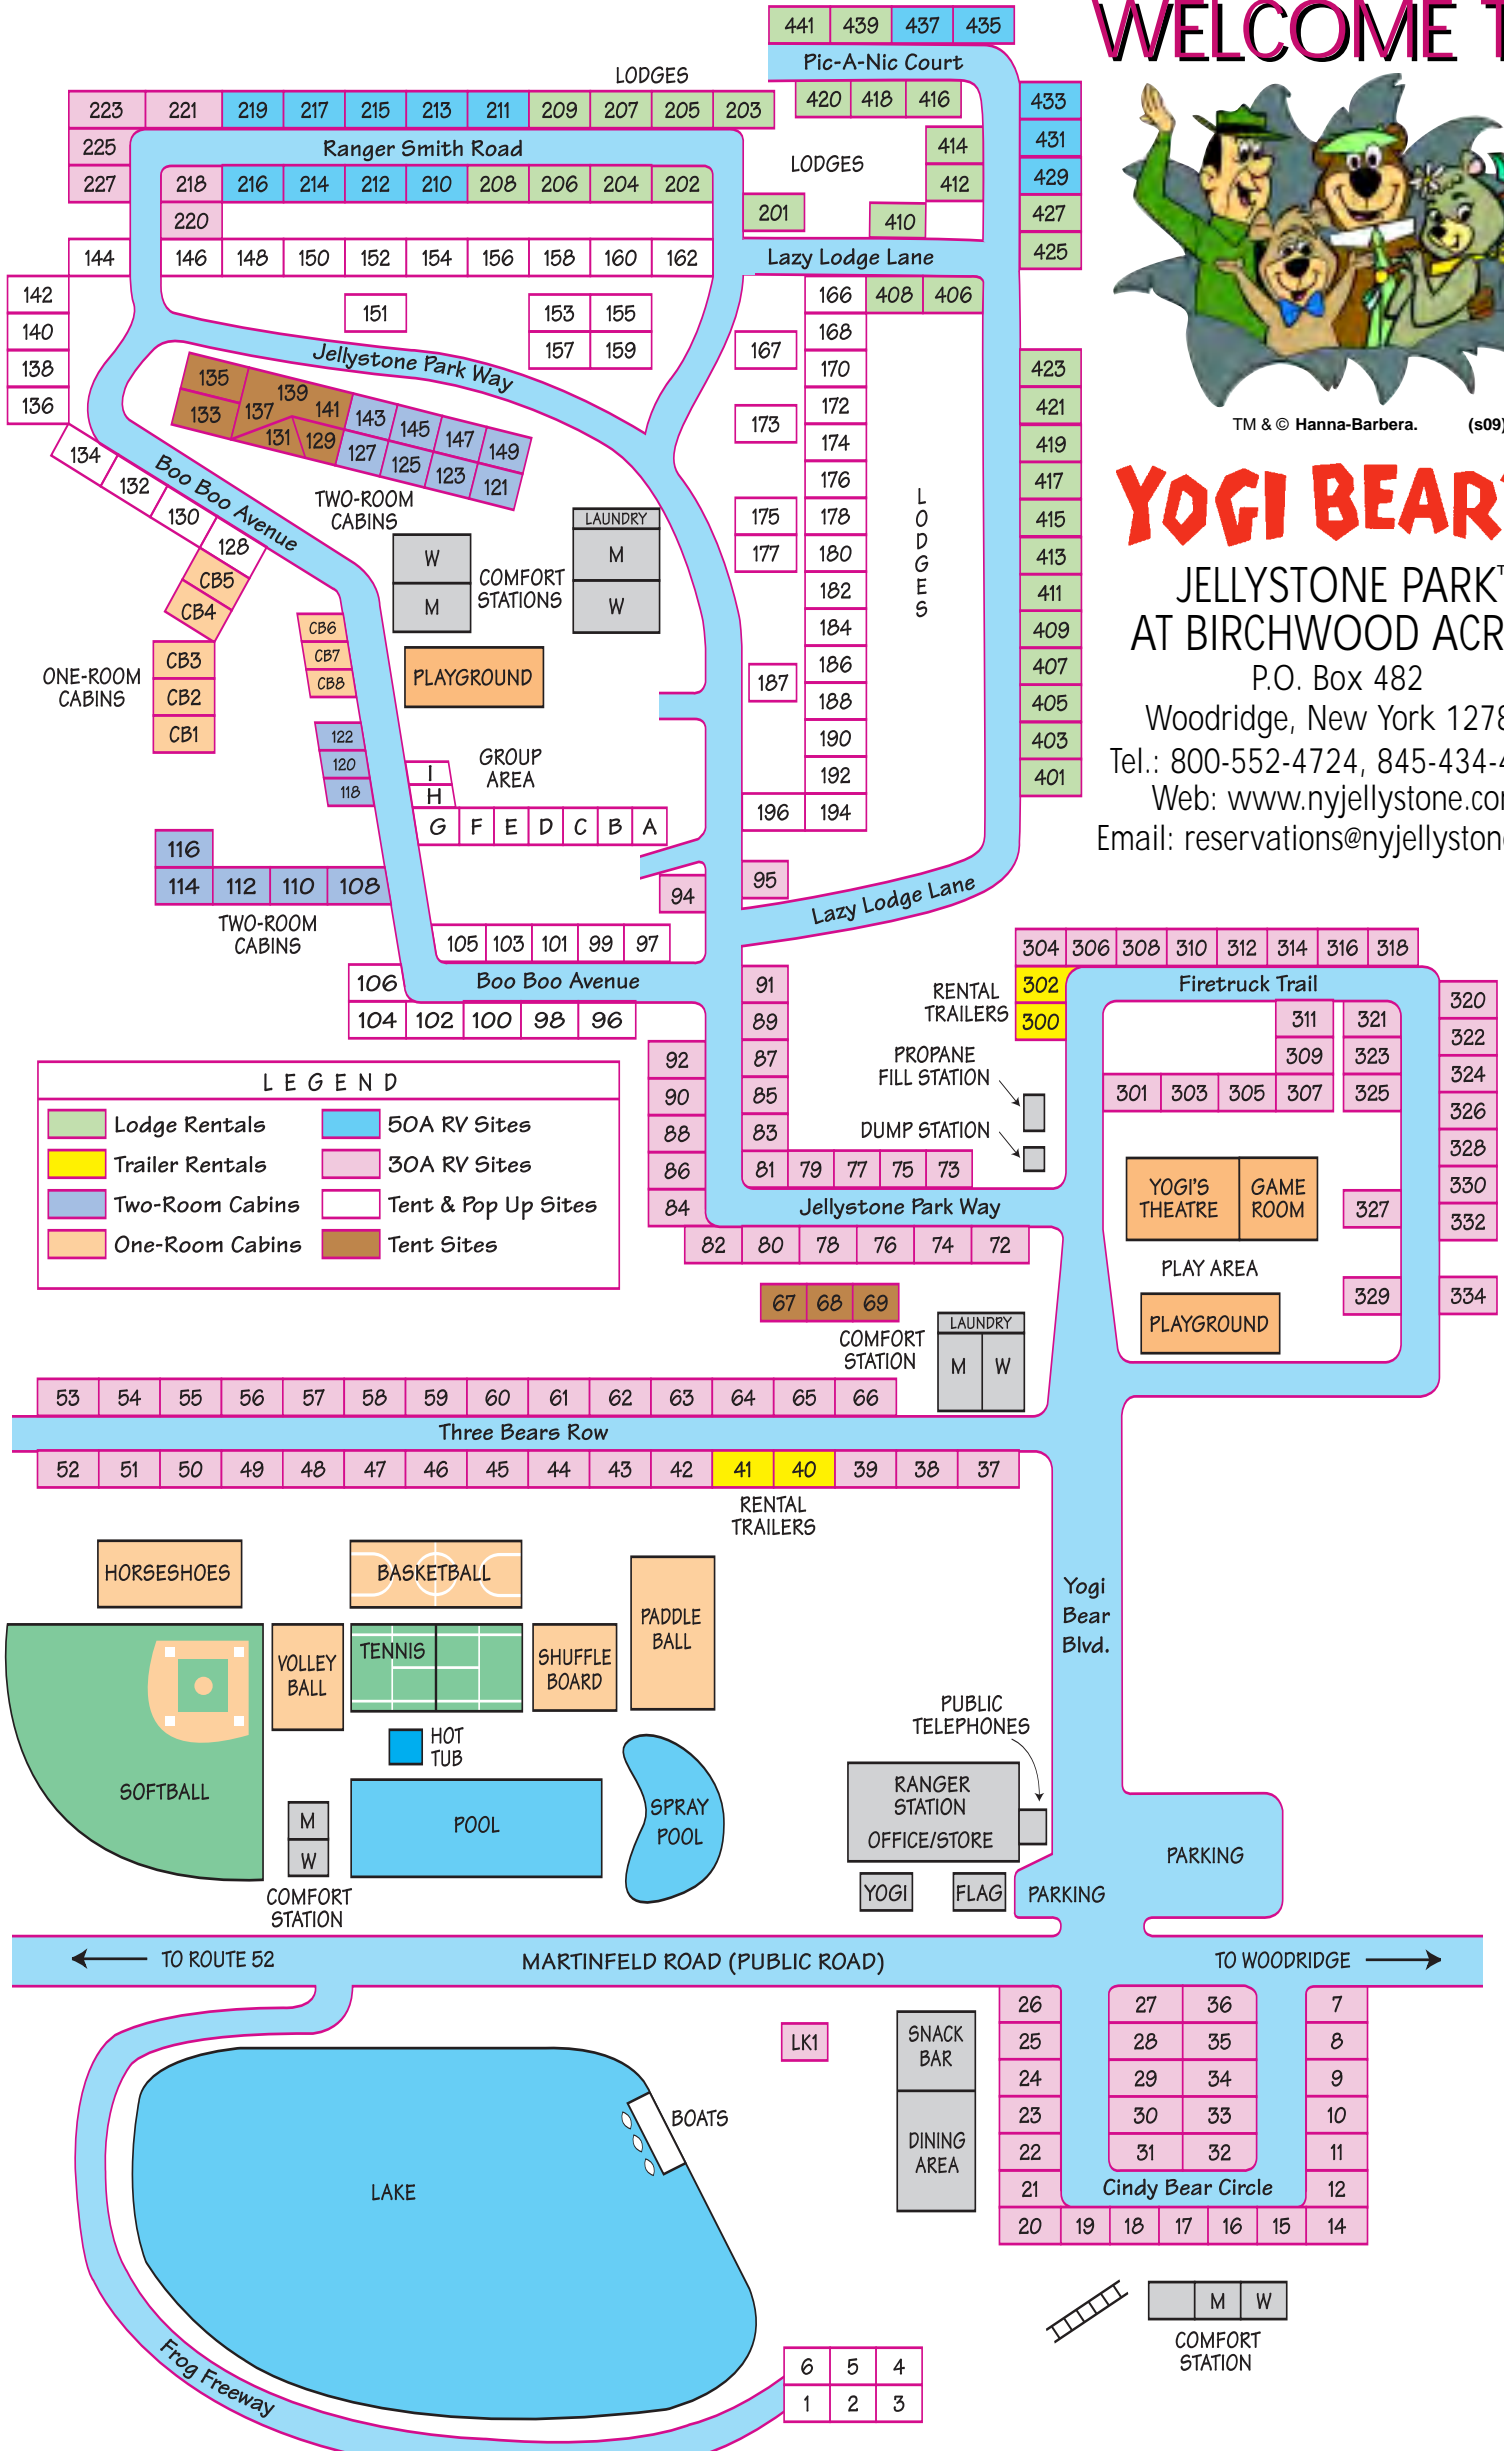 WELCOME T
441 439 437 435
Pic-A-Nic Court
420 418 416
LODGES
223 221 219 217 215 213 211 209 207 205 203
225
227
Ranger Smith Road
218 216 214 212 210 208 206 204 202
220
LODGES
414
412
201
410
433
431
429
427
425
144
146 148 150 152 154 156 158 160 162
Lazy Lodge Lane
142
140
138
136
151
153 155
157 159
166 408 406
168
170
172
174
176
178
180
182
184
186
188
190
192
196 194
167
173
175
177
187
LODGES
423
421
419
417
415
413
411
409
407
405
403
401
TM & © Hanna-Barbera. (s09)
YOGI BEAR'
JELLYSTONE PARK™
AT BIRCHWOOD ACR
P.O. Box 482
Woodridge, New York 1278
Tel.: 800-552-4724, 845-434-4
Web: www.nyjellystone.co
Email: reservations@nyjellyston
Jellystone Park Way
135
133
139
137 141
131 129
143 145 147 149
127 125 123 121
TWO-ROOM
CABINS
134
132
130
128
Boo Boo Avenue
CB5
CB4
CB3
CB2
CB1
ONE-ROOM
CABINS
CB6
CB7
CB8
W
M
COMFORT
STATIONS
LAUNDRY
M
W
PLAYGROUND
122
120
118
GROUP
AREA
I
H
G F E D C B A
116
114 112 110 108
TWO-ROOM
CABINS
94
95
Lazy Lodge Lane
105 103 101 99 97
106
Boo Boo Avenue
104 102 100 98 96
91
89
87
85
83
81 79 77 75 73
92
90
88
86
84
Jellystone Park Way
82 80 78 76 74 72
LEGEND
Lodge Rentals
50A RV Sites
Trailer Rentals
30A RV Sites
Two-Room Cabins
Tent & Pop Up Sites
One-Room Cabins
Tent Sites
304 306 308 310 312 314 316 318
302
300
RENTAL
TRAILERS
PROPANE
FILL STATION
DUMP STATION
Firetruck Trail
311 321
309 323
301 303 305 307 325
320
322
324
326
328
330
332
334
327
329
YOGI'S
THEATRE
GAME
ROOM
PLAY AREA
PLAYGROUND
67 68 69
COMFORT
STATION
LAUNDRY
M W
53 54 55 56 57 58 59 60 61 62 63 64 65 66
Three Bears Row
52 51 50 49 48 47 46 45 44 43 42 41 40 39 38 37
RENTAL
TRAILERS
HORSESHOES
BASKETBALL
PADDLE
BALL
VOLLEY
BALL
TENNIS
SHUFFLE
BOARD
HOT
TUB
SOFTBALL
M
W
COMFORT
STATION
POOL
SPRAY
POOL
Yogi
Bear
Blvd.
PUBLIC
TELEPHONES
RANGER
STATION
OFFICE/STORE
YOGI
FLAG
PARKING
PARKING
TO ROUTE 52
MARTINFELD ROAD (PUBLIC ROAD)
TO WOODRIDGE
LK1
SNACK
BAR
DINING
AREA
26 27 36 7
25 28 35 8
24 29 34 9
23 30 33 10
22 31 32 11
21 Cindy Bear Circle 12
20 19 18 17 16 15 14
BOATS
LAKE
M W
COMFORT
STATION
Frog Freeway
6 5 4
1 2 3